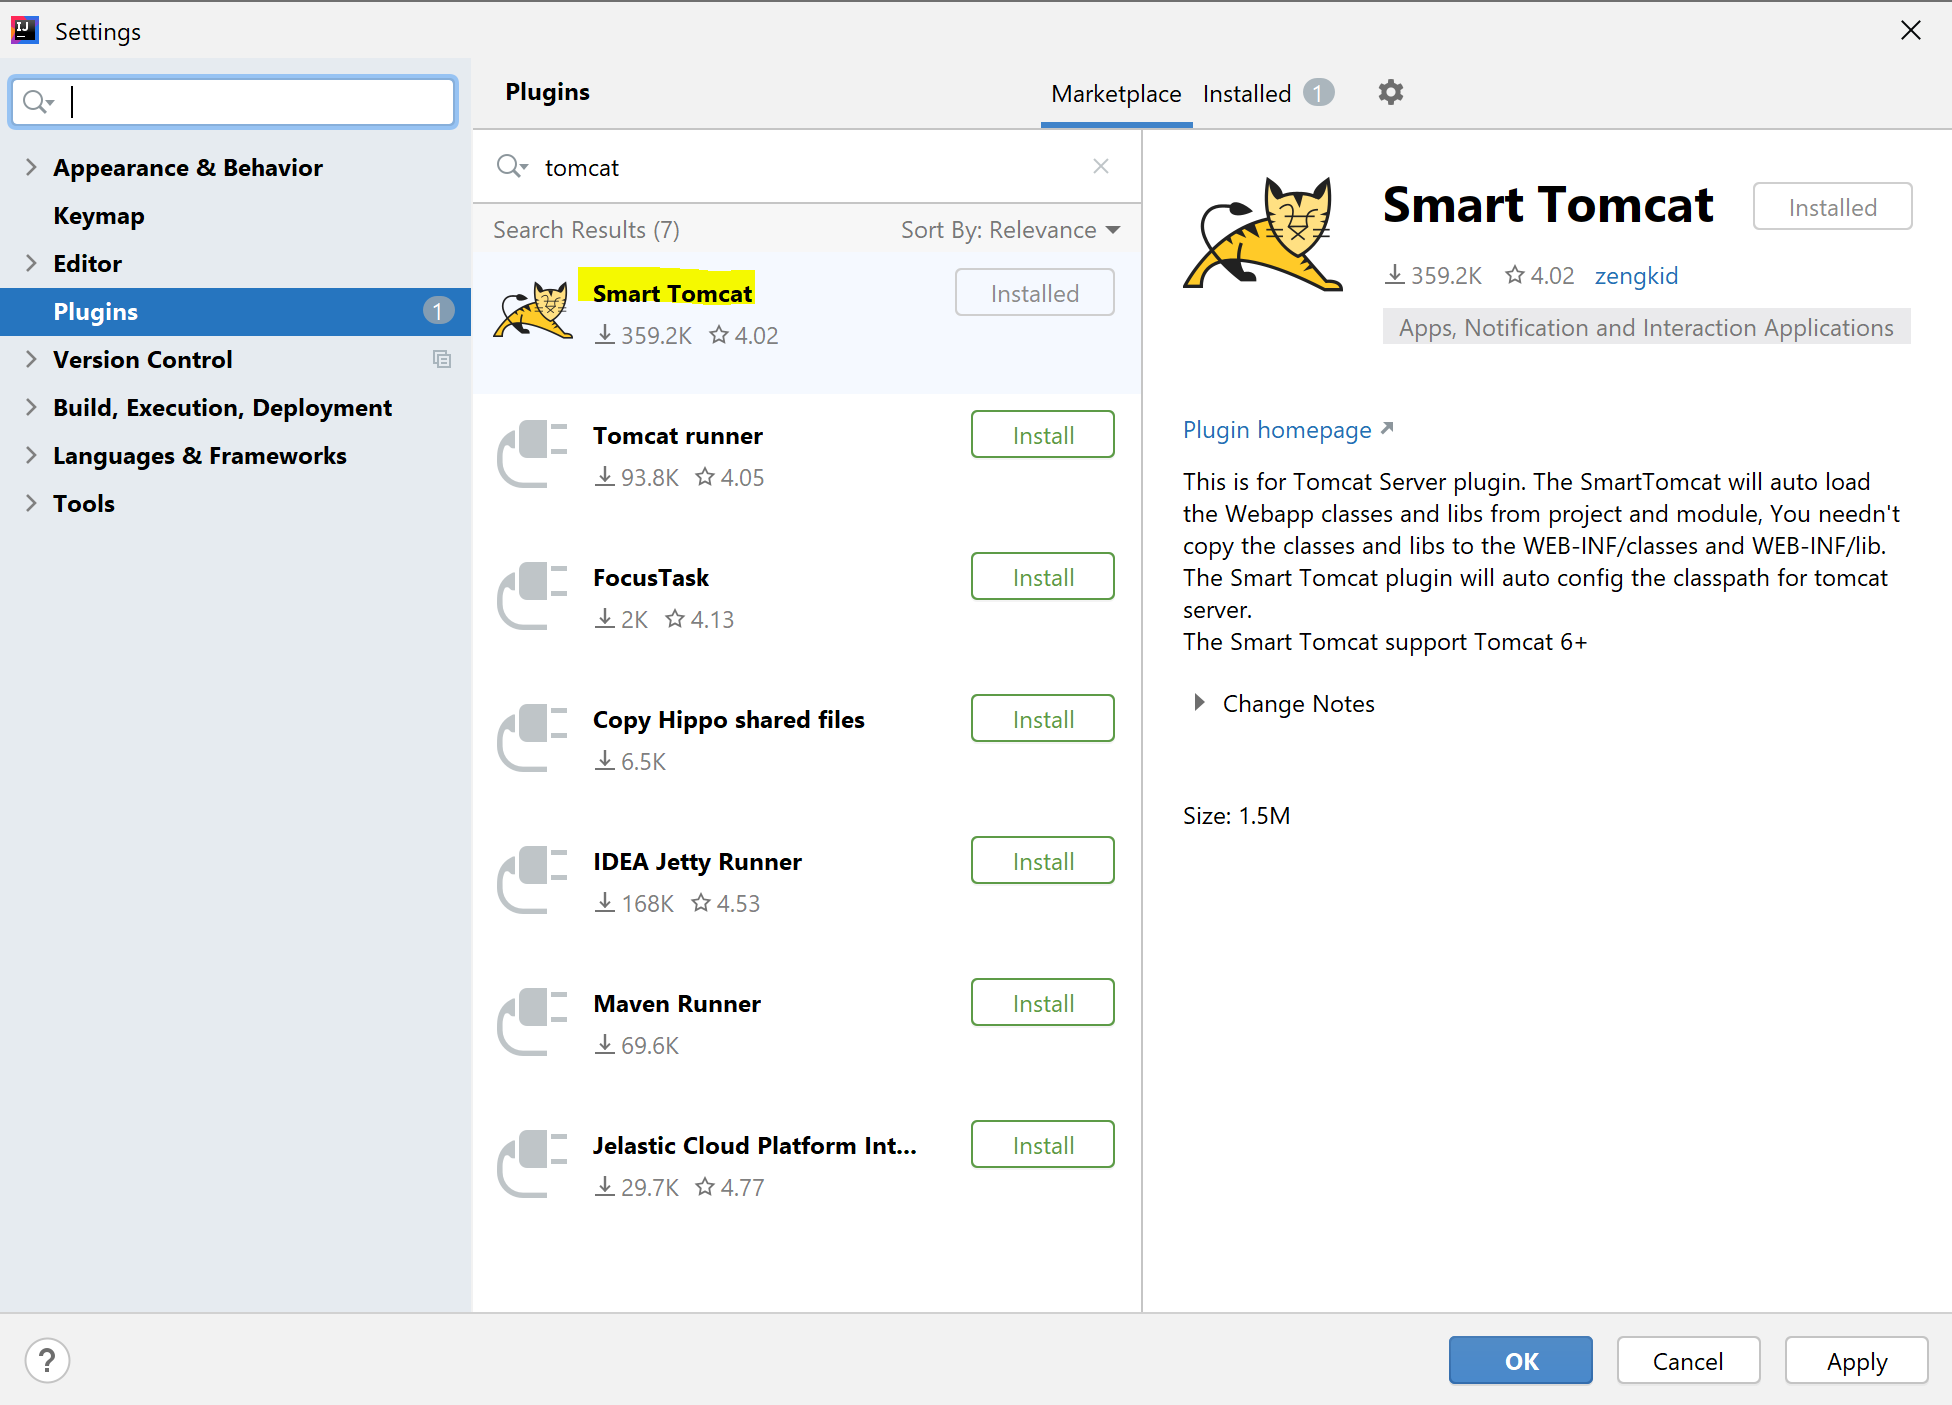 IJ
Settings
Plugins
Marketplace
Installed 1
Appearance & Behavior
Keymap
Editor
Plugins 1
Version Control
Build, Execution, Deployment
Languages & Frameworks
Tools
tomcat
Search Results (7)
Sort By: Relevance
Smart Tomcat
Installed
359.2K 4.02
Tomcat runner
Install
93.8K 4.05
FocusTask
Install
2K 4.13
Copy Hippo shared files
Install
6.5K
IDEA Jetty Runner
Install
168K 4.53
Maven Runner
Install
69.6K
Jelastic Cloud Platform Int...
Install
29.7K 4.77
Smart Tomcat
Installed
359.2K 4.02 zengkid
Apps, Notification and Interaction Applications
Plugin homepage
This is for Tomcat Server plugin. The SmartTomcat will auto load
the Webapp classes and libs from project and module, You needn't
copy the classes and libs to the WEB-INF/classes and WEB-INF/lib.
The Smart Tomcat plugin will auto config the classpath for tomcat
server.
The Smart Tomcat support Tomcat 6+
Change Notes
Size: 1.5M
?
OK
Cancel
Apply